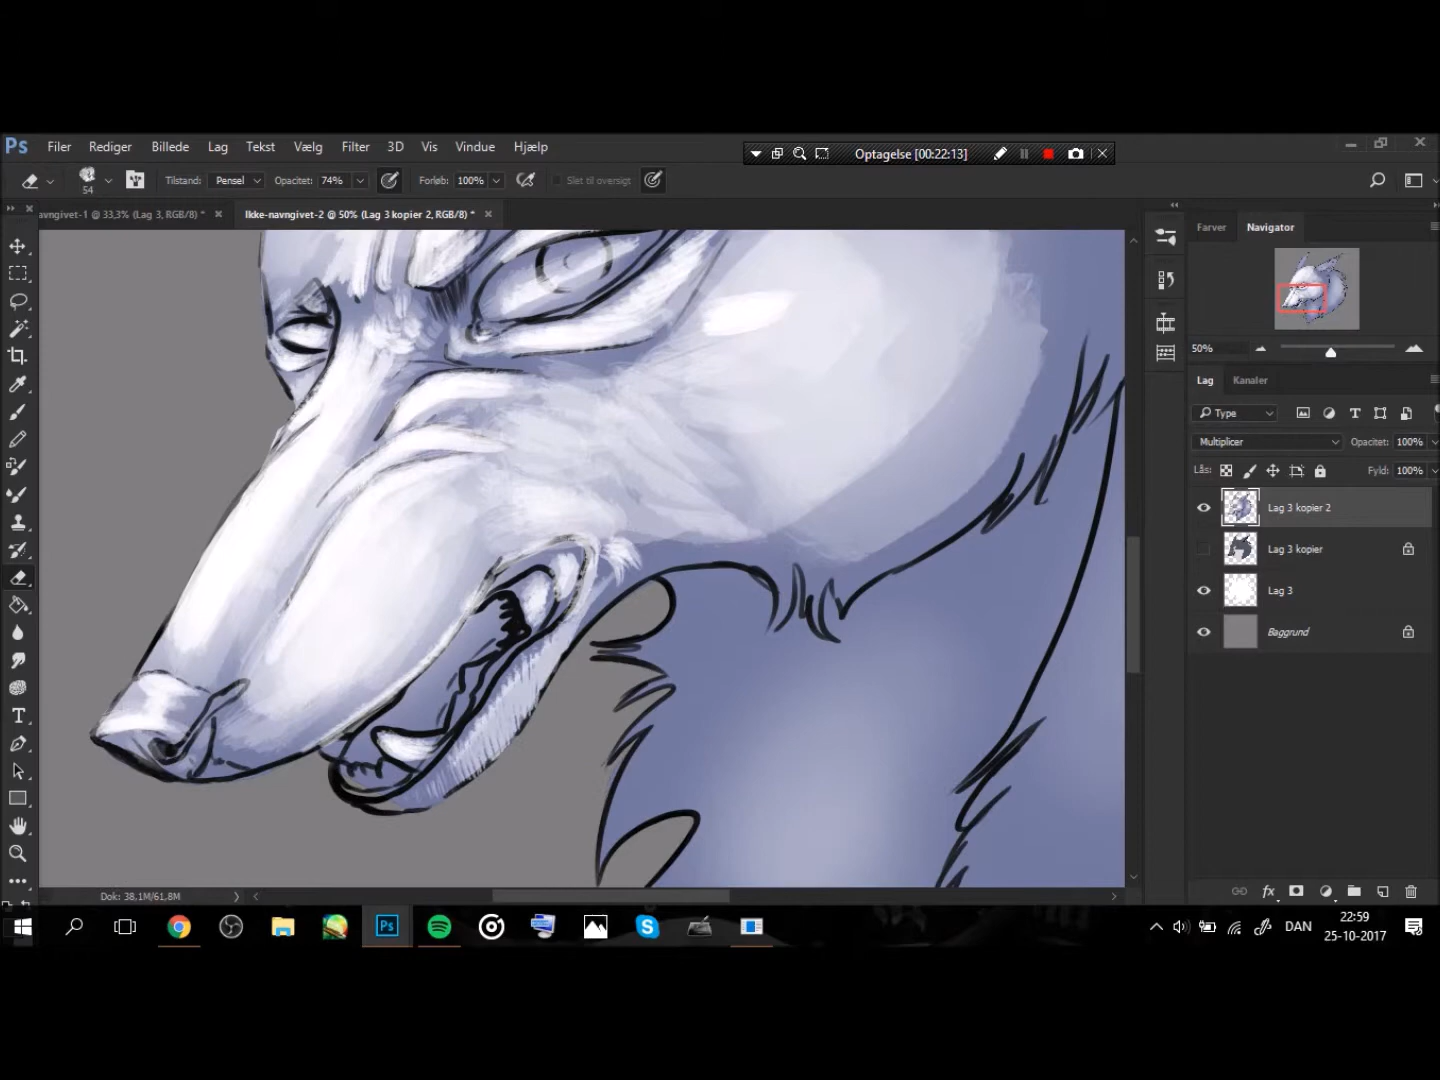 Ps Filer Rediger Billede Lag Tekst Vælg Filter 3D Vis Vindue Hjælp
Optagelse [00:22:13]
54 Tilstand: Pensel Opacitet: 74% Forløb: 100% Slet til oversigt
avngivet-1 @ 33,3% (Lag 3, RGB/8) * Ikke-navngivet-2 @ 50% (Lag 3 kopier 2, RGB/8) *
Farver Navigator
50%
Lag Kanaler
Type
Multiplicer Opacitet: 100%
Lås: Fyld: 100%
Lag 3 kopier 2
Lag 3 kopier
Lag 3
Baggrund
fx
Dok: 38,1M/61,8M
Ps
DAN
22:59
25-10-2017